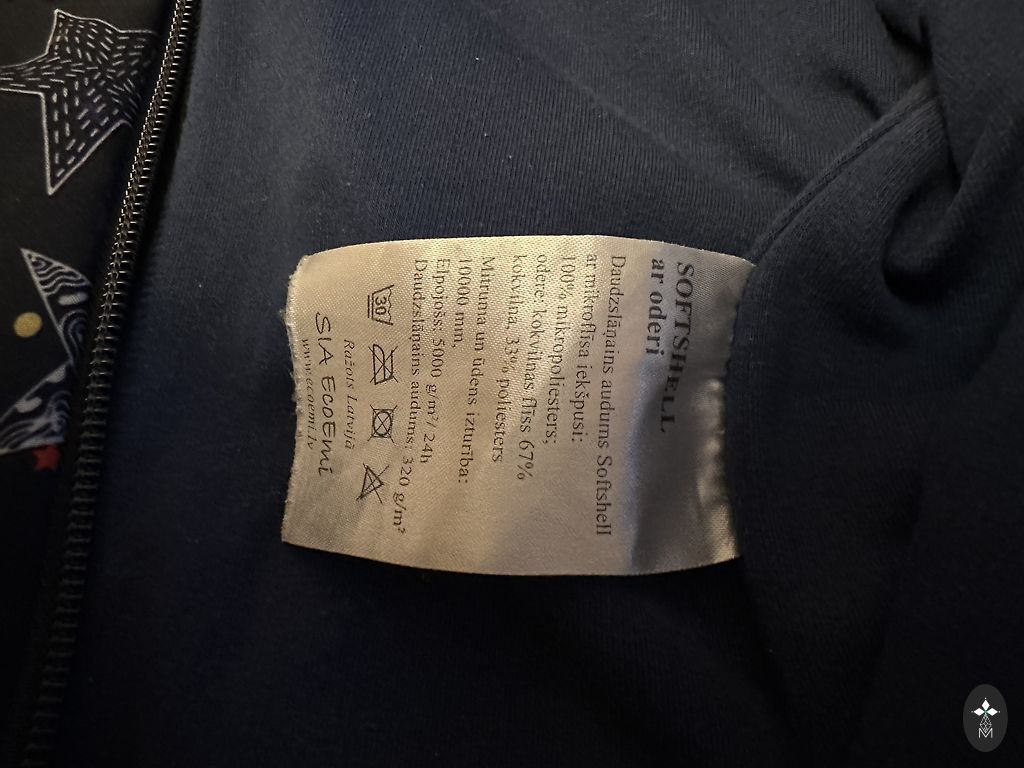 SOFTSHELL
ar oderi
Daudzslāņains audums Softshell
ar mikroflīsa iekšpusi:
100% mikropoliesters;
odere: kokvilnas flīss 67%
kokvilna, 33% poliesters
Mitruma un ūdens izturība:
10000 mm,
Elpojošs: 5000 g/m²/ 24h
Daudzslāņains audums: 320 g/m²
30
Ražots Latvijā
SIA ECOEMI
www.ecoemi.lv
M